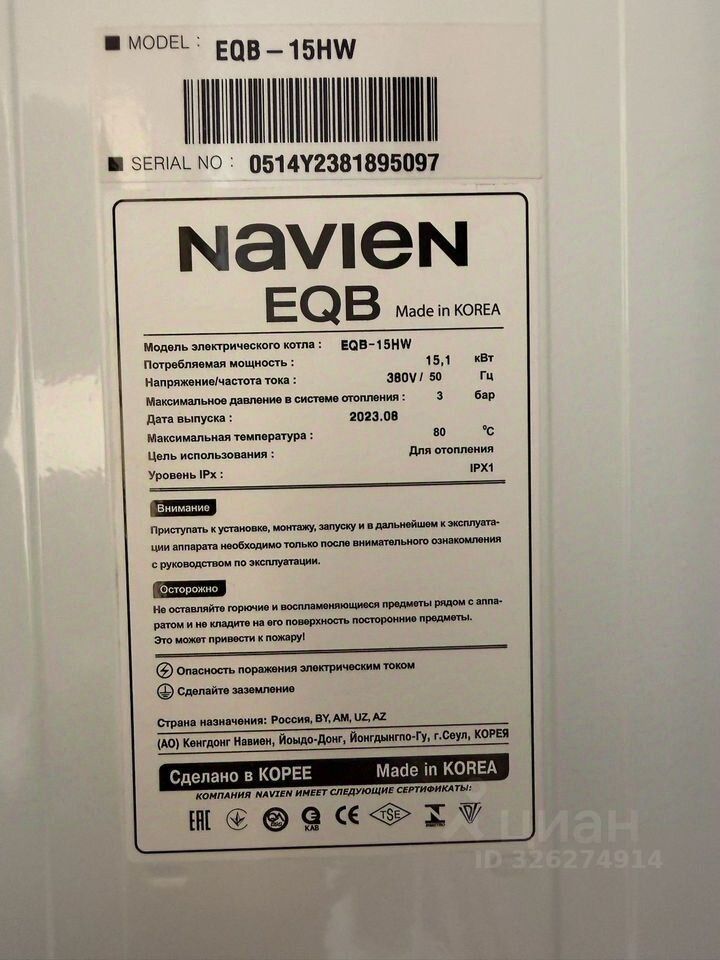 MODEL : EQB-15HW
SERIAL NO : 0514Y2381895097
NAVIEN
EQB Made in KOREA
Модель электрического котла : EQB-15HW
Потребляемая мощность : 15,1 кВт
Напряжение/частота тока : 380V / 50 Гц
Максимальное давление в системе отопления : 3 бар
Дата выпуска : 2023.08
Максимальная температура : 80 °C
Цель использования : Для отопления
Уровень IPx : IPX1
Внимание
Приступать к установке, монтажу, запуску и в дальнейшем к эксплуата-
ции аппарата необходимо только после внимательного ознакомления
с руководством по эксплуатации.
Осторожно
Не оставляйте горючие и воспламеняющиеся предметы рядом с аппа-
ратом и не кладите на его поверхность посторонние предметы.
Это может привести к пожару!
Опасность поражения электрическим током
Сделайте заземление
Страна назначения: Россия, BY, AM, UZ, AZ
(АО) Кенгдонг Навиен, Йоыдо-Донг, Йонгдынгпо-Гу, г.Сеул, КОРЕЯ
Сделано в КОРЕЕ Made in KOREA
КОМПАНИЯ NAVIEN ИМЕЕТ СЛЕДУЮЩИЕ СЕРТИФИКАТЫ:
EAC KAB CE TSE
циан
ID 326274914